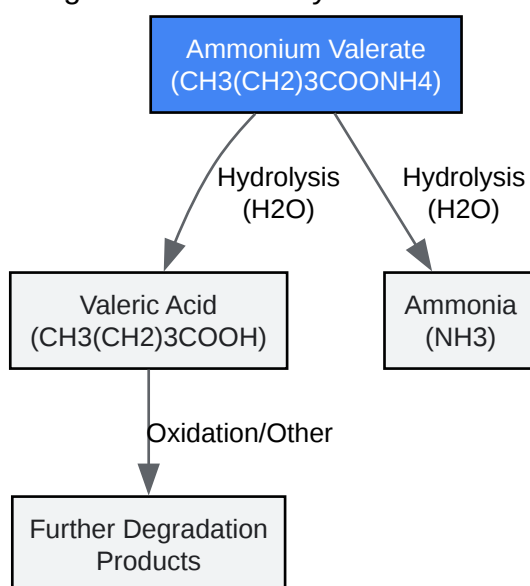 Ammonium Valerate
(CH3(CH2)3COONH4)
Hydrolysis
(H2O)
Hydrolysis
(H2O)
Valeric Acid
(CH3(CH2)3COOH)
Ammonia
(NH3)
Oxidation/Other
Further Degradation
Products